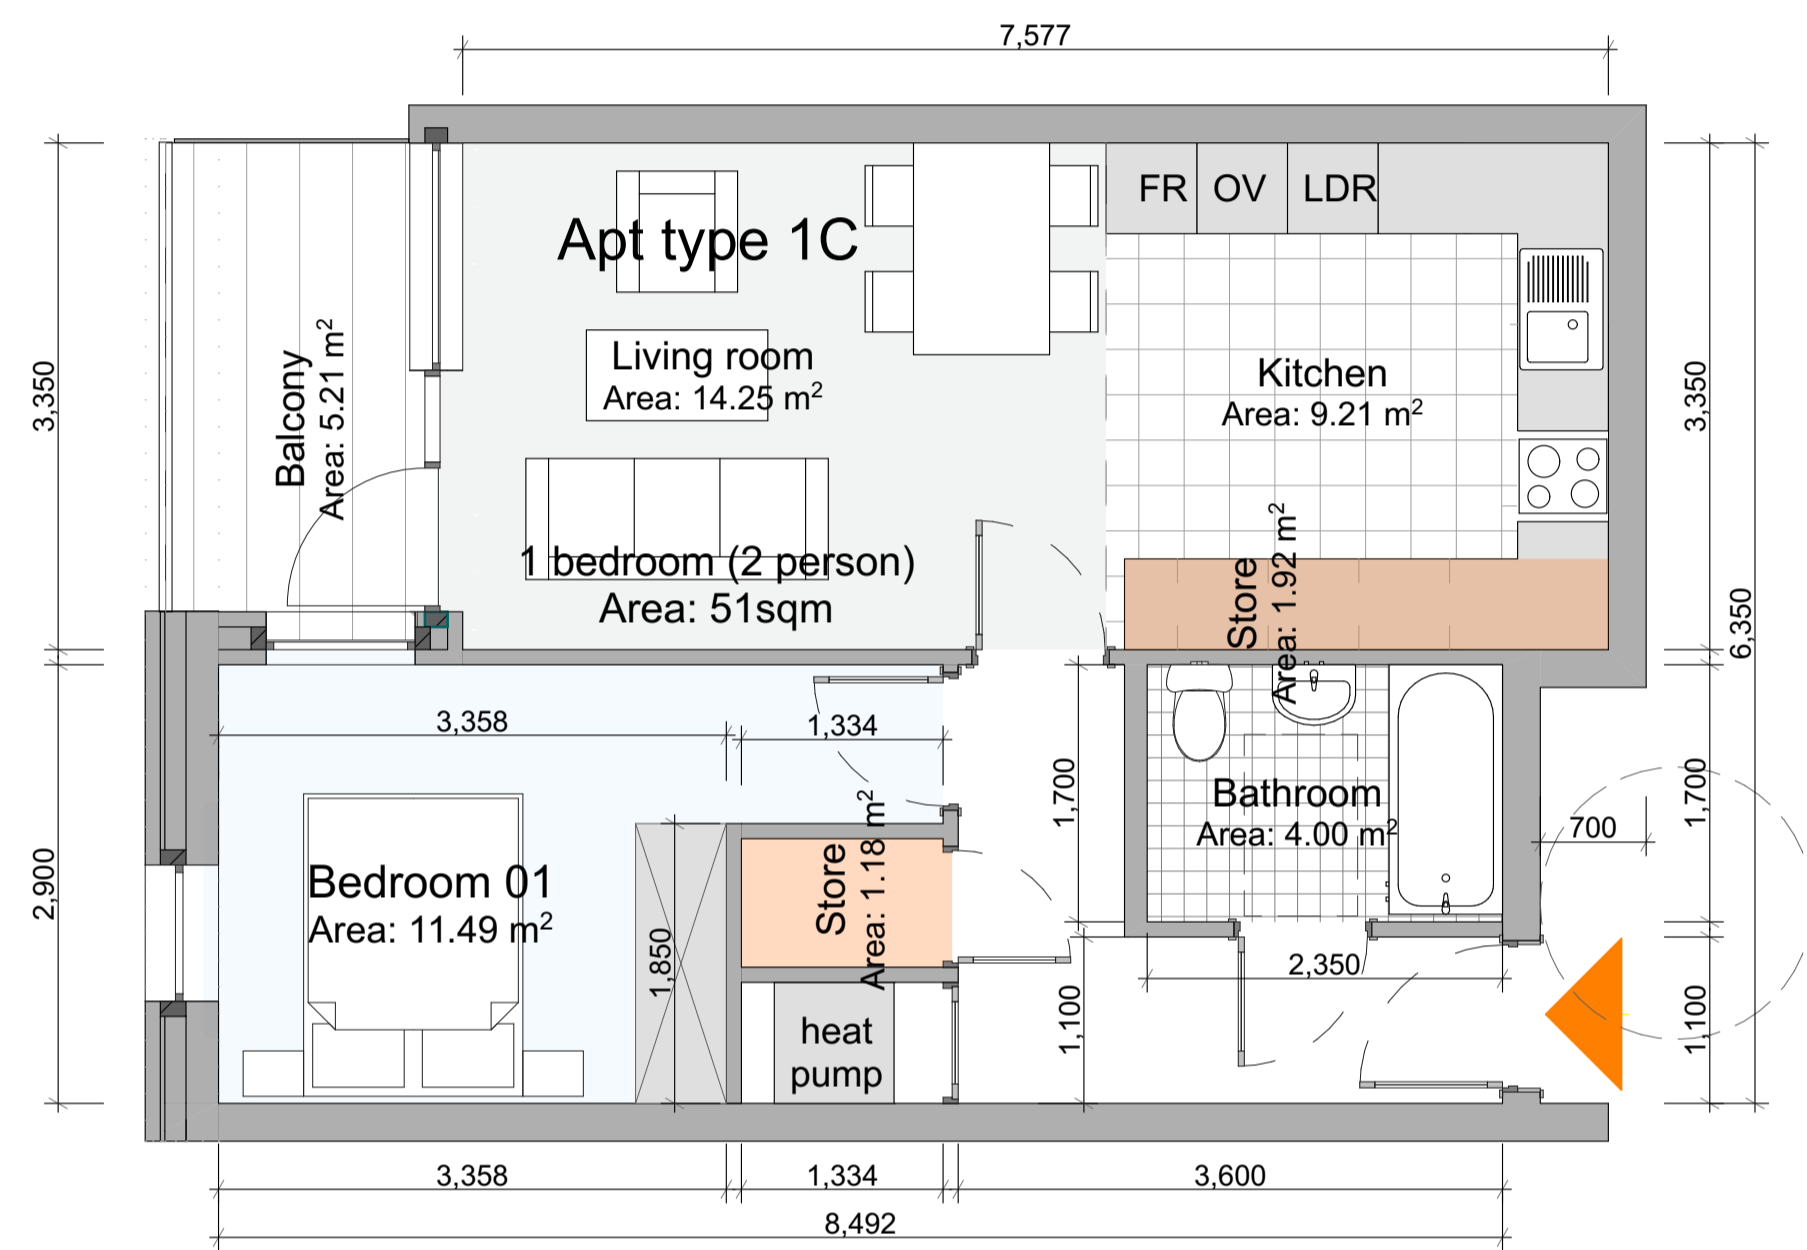 7,577
FR OV LDR
Apt type 1C
Living room
Area: 14.25 m²
Kitchen
Area: 9.21 m²
Balcony
Area: 5.21 m²
3,350
3,350
6,350
1 bedroom (2 person)
Area: 51sqm
Store
Area: 1.92 m²
3,358
1,334
1,700
Bathroom
Area: 4.00 m²
700
1,700
2,900
Bedroom 01
Area: 11.49 m²
1,850
Store
Area: 1.18 m²
2,350
1,100
1,100
heat
pump
3,358
1,334
3,600
8,492